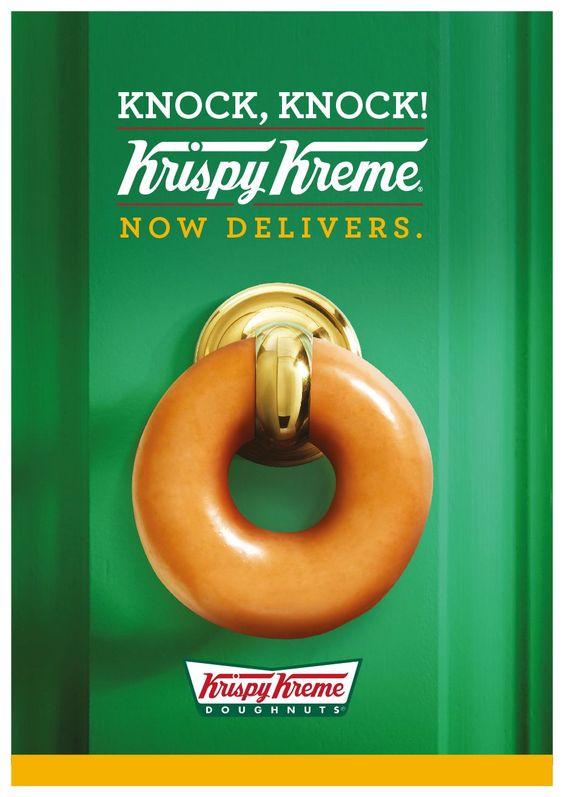 KNOCK, KNOCK!
Krispy Kreme®
NOW DELIVERS.
Krispy Kreme
DOUGHNUTS®